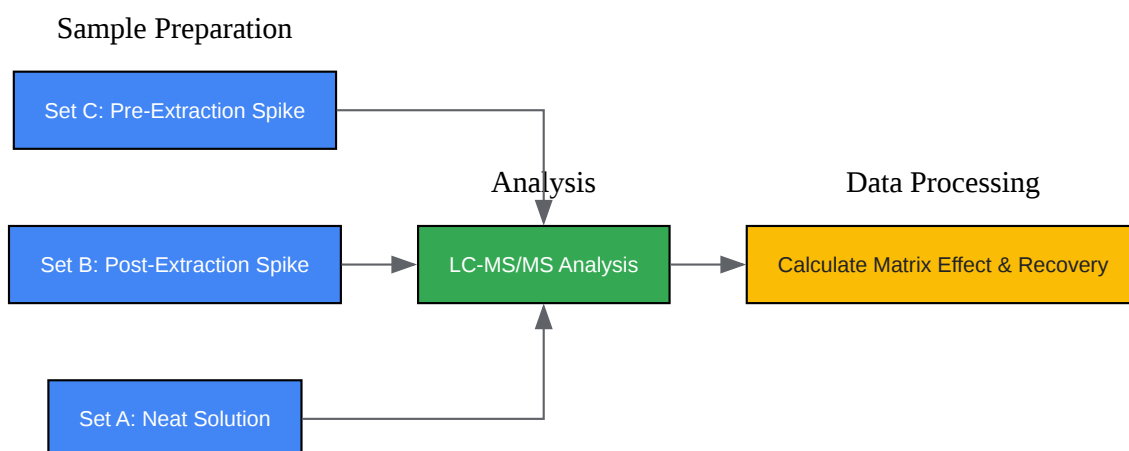 Sample Preparation
Set C: Pre-Extraction Spike
Analysis
Data Processing
Set B: Post-Extraction Spike
LC-MS/MS Analysis
Calculate Matrix Effect & Recovery
Set A: Neat Solution